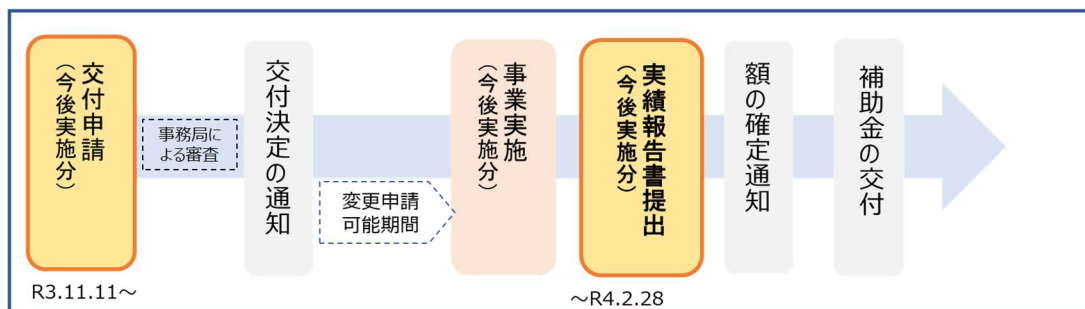 交付申請
（今後実施分）
事務局に
よる審査
交付決定の通知
変更申請
可能期間
事業実施
（今後実施分）
実績報告書提出
（今後実施分）
額の確定通知
補助金の交付
R3.11.11～
～R4.2.28